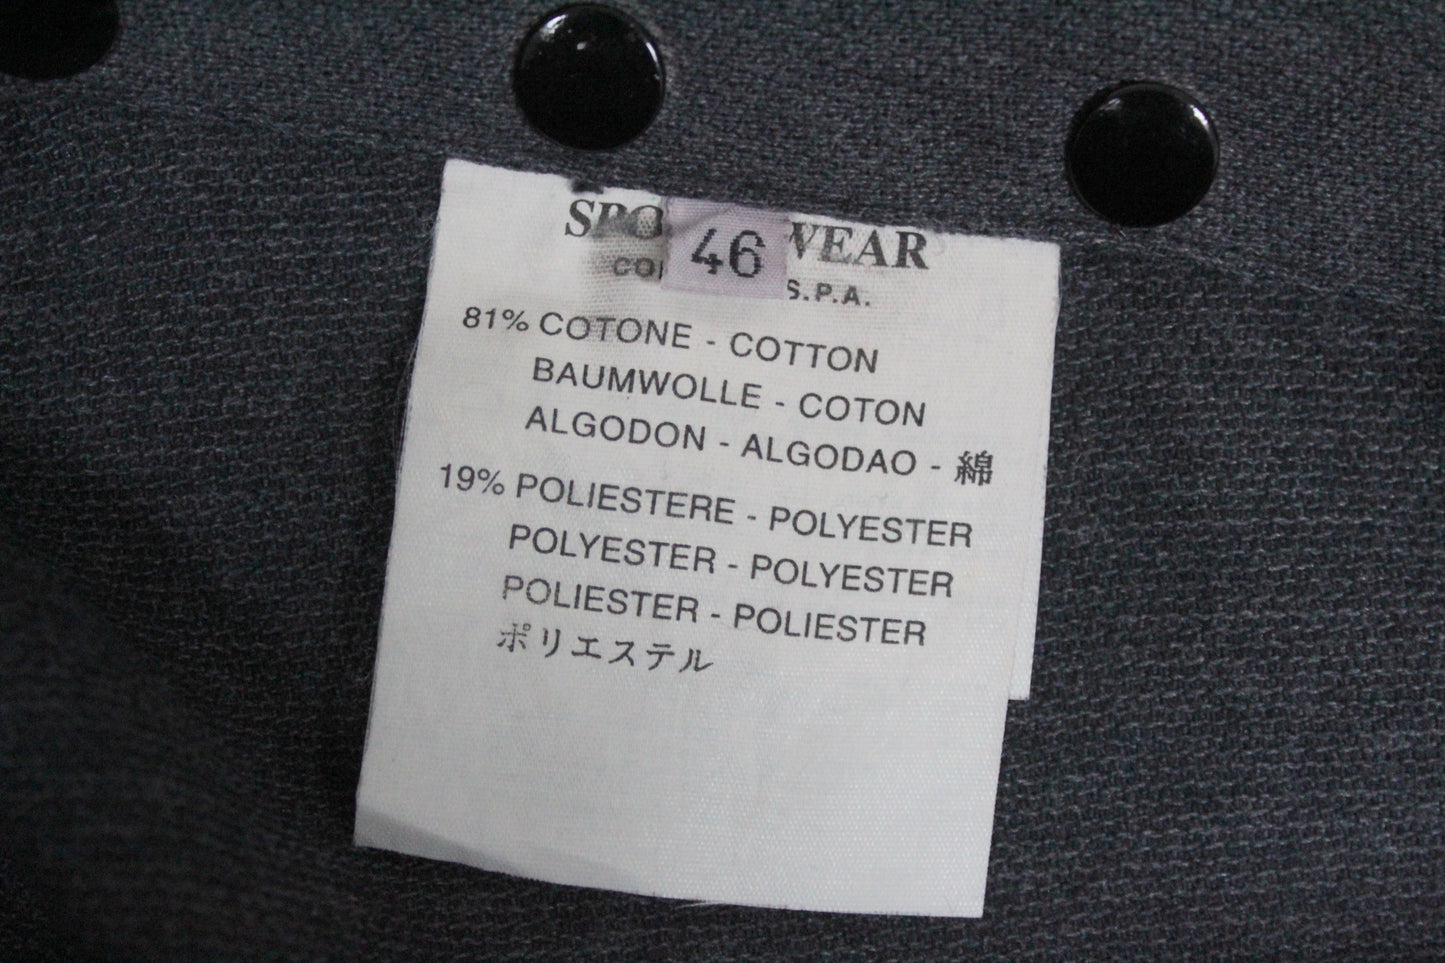 46
S.P.A.
81% COTONE - COTTON
BAUMWOLLE - COTON
ALGODON - ALGODAO - 綿
19% POLIESTERE - POLYESTER
POLYESTER - POLYESTER
POLIESTER - POLIESTER
ポリエステル